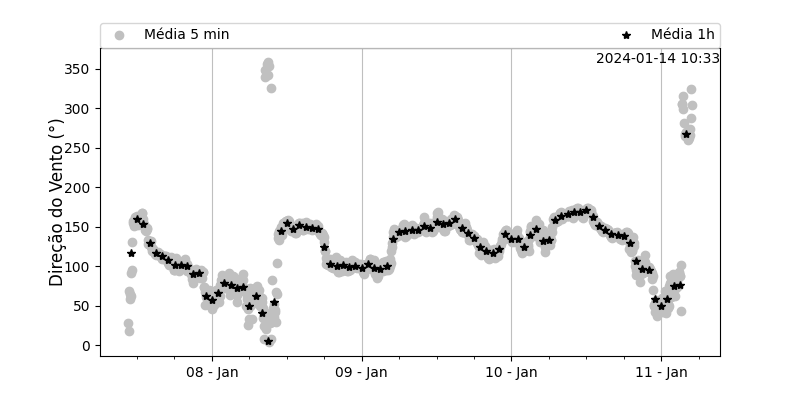 Média 5 min
Média 1h
2024-01-14 10:33
Direção do Vento (°)
350
300
250
200
150
100
50
0
08 - Jan
09 - Jan
10 - Jan
11 - Jan